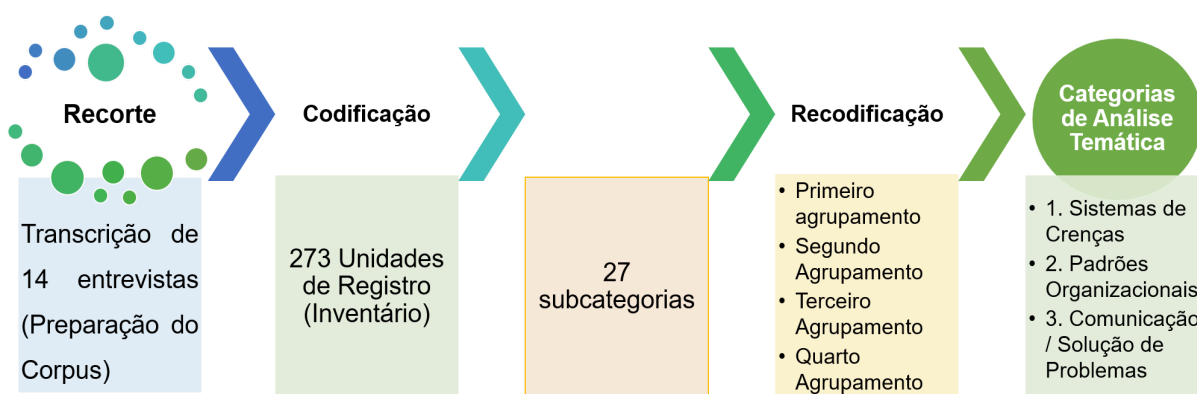 Recorte
Transcrição de
14 entrevistas
(Preparação do
Corpus)
Codificação
273 Unidades
de Registro
(Inventário)
27
subcategorias
Recodificação
• Primeiro
agrupamento
• Segundo
Agrupamento
• Terceiro
Agrupamento
• Quarto
Agrupamento
Categorias
de Análise
Temática
• 1. Sistemas de
Crenças
• 2. Padrões
Organizacionais
• 3. Comunicação
/ Solução de
Problemas